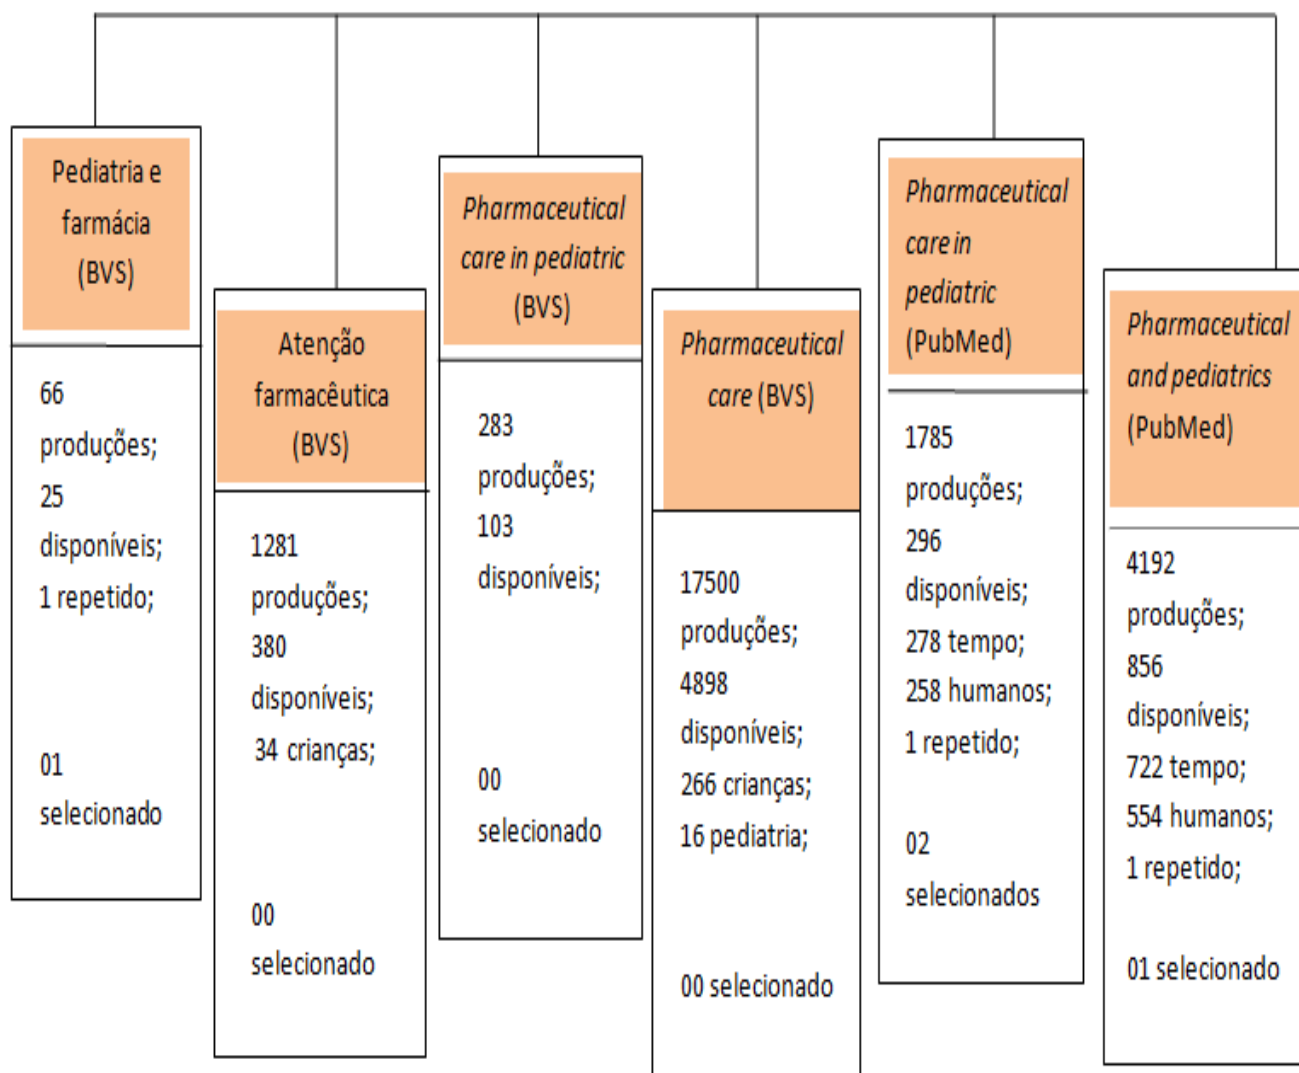 Pediatria e
farmácia
(BVS)
66
produções;
25
disponíveis;
1 repetido;
01
selecionado
Atenção
farmacêutica
(BVS)
1281
produções;
380
disponíveis;
34 crianças;
00
selecionado
Pharmaceutical
care in pediatric
(BVS)
283
produções;
103
disponíveis;
00
selecionado
Pharmaceutical
care (BVS)
17500
produções;
4898
disponíveis;
266 crianças;
16 pediatria;
00 selecionado
Pharmaceutical
care in
pediatric
(PubMed)
1785
produções;
296
disponíveis;
278 tempo;
258 humanos;
1 repetido;
02
selecionados
Pharmaceutical
and pediatrics
(PubMed)
4192
produções;
856
disponíveis;
722 tempo;
554 humanos;
1 repetido;
01 selecionado